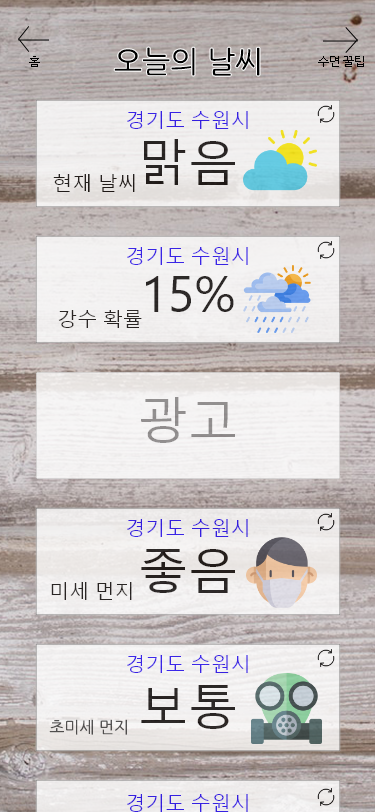 홈
오늘의 날씨
수면 꿀팁
경기도 수원시
현재 날씨 맑음
경기도 수원시
강수 확률 15%
광고
경기도 수원시
미세 먼지 좋음
경기도 수원시
초미세 먼지 보통
경기도 수원시